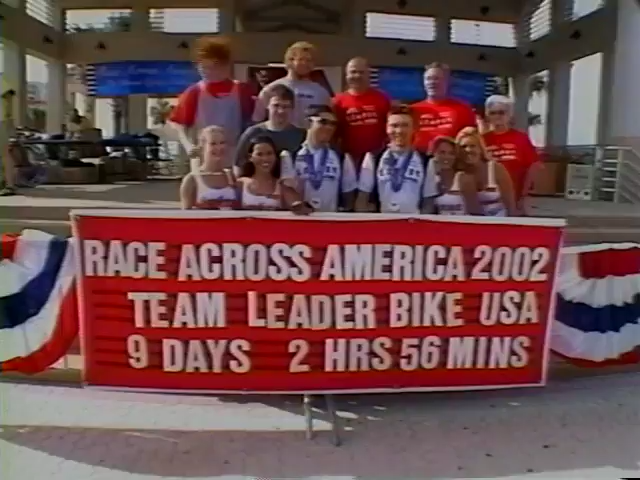 RACE ACROSS AMERICA 2002
TEAM LEADER BIKE USA
9 DAYS 2 HRS 56 MINS